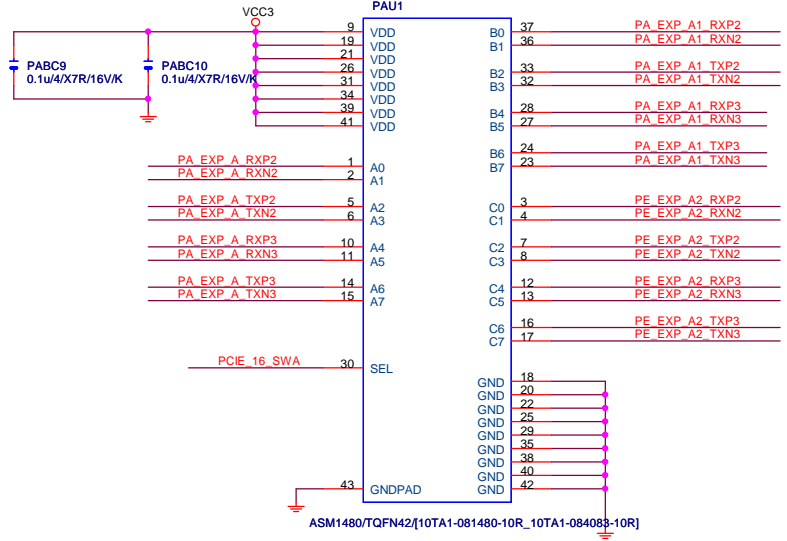 VCC3
PAU1
PABC9
0.1u/4/X7R/16V/K
PABC10
0.1u/4/X7R/16V/K
9 VDD
19 VDD
21 VDD
26 VDD
31 VDD
34 VDD
39 VDD
41 VDD
PA_EXP_A_RXP2 1 A0
PA_EXP_A_RXN2 2 A1
PA_EXP_A_TXP2 5 A2
PA_EXP_A_TXN2 6 A3
PA_EXP_A_RXP3 10 A4
PA_EXP_A_RXN3 11 A5
PA_EXP_A_TXP3 14 A6
PA_EXP_A_TXN3 15 A7
PCIE_16_SWA 30 SEL
43 GNDPAD
B0 37 PA_EXP_A1_RXP2
B1 36 PA_EXP_A1_RXN2
B2 33 PA_EXP_A1_TXP2
B3 32 PA_EXP_A1_TXN2
B4 28 PA_EXP_A1_RXP3
B5 27 PA_EXP_A1_RXN3
B6 24 PA_EXP_A1_TXP3
B7 23 PA_EXP_A1_TXN3
C0 3 PE_EXP_A2_RXP2
C1 4 PE_EXP_A2_RXN2
C2 7 PE_EXP_A2_TXP2
C3 8 PE_EXP_A2_TXN2
C4 12 PE_EXP_A2_RXP3
C5 13 PE_EXP_A2_RXN3
C6 16 PE_EXP_A2_TXP3
C7 17 PE_EXP_A2_TXN3
GND 18
GND 20
GND 22
GND 25
GND 29
GND 35
GND 38
GND 40
GND 42
ASM1480/TQFN42/[10TA1-081480-10R_10TA1-084083-10R]